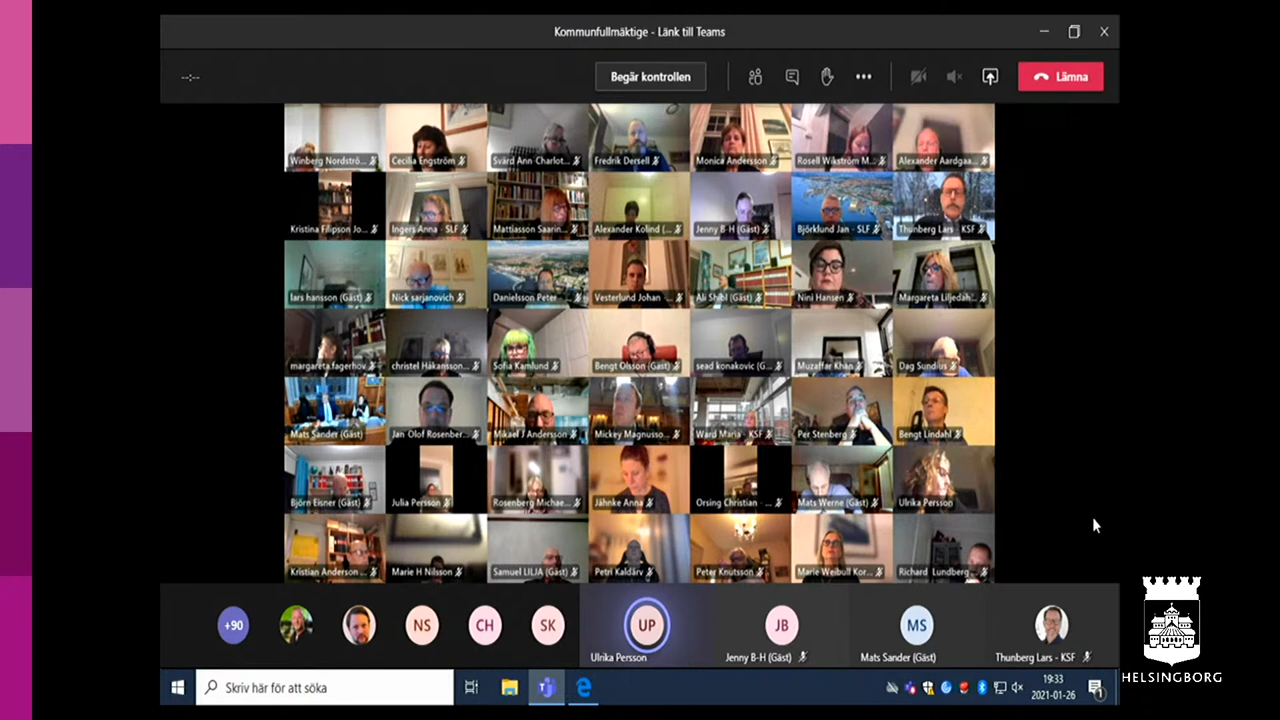 Kommunfullmäktige - Länk till Teams
--:--
Begär kontrollen
Lämna
Winberg Nordströ...
Cecilia Engström
Svärd Ann-Charlot...
Fredrik Dersell
Monica Andersson
Rosell Wikström M...
Alexander Aardgaa...
Kristina Filipson Jo...
Ingers Anna - SLF
Mattiasson Saarin...
Alexander Kolind (...
Jenny B-H (Gäst)
Björklund Jan - SLF
Thunberg Lars - KSF
lars hansson (Gäst)
Nick sarjanovich
Danielsson Peter - ...
Vesterlund Johan - ...
Ali Shibl (Gäst)
Nini Hansen
Margareta Liljedah...
margareta.fagerhov
christel Håkansson...
Sofia Kamlund
Bengt Olsson (Gäst)
sead konakovic (G...
Muzaffar Khan
Dag Sundius
Mats Sander (Gäst)
Jan-Olof Rosenber...
Mikael J Andersson
Mickey Magnusso...
Ward Maria - KSF
Per Stenberg
Bengt Lindahl
Björn Eisner (Gäst)
Julia Persson
Rosenberg Michae...
Jähnke Anna
Orsing Christian - ...
Mats Werne (Gäst)
Ulrika Persson
Kristian Anderson ...
Marie H Nilsson
Samuel LILJA (Gäst)
Petri Kaldärv
Peter Knutsson
Marie Weibull Kor...
Richard Lundberg...
+90
NS
CH
SK
UP
Ulrika Persson
JB
Jenny B-H (Gäst)
MS
Mats Sander (Gäst)
Thunberg Lars - KSF
Skriv här för att söka
19:33
2021-01-26
1
HELSINGBORG